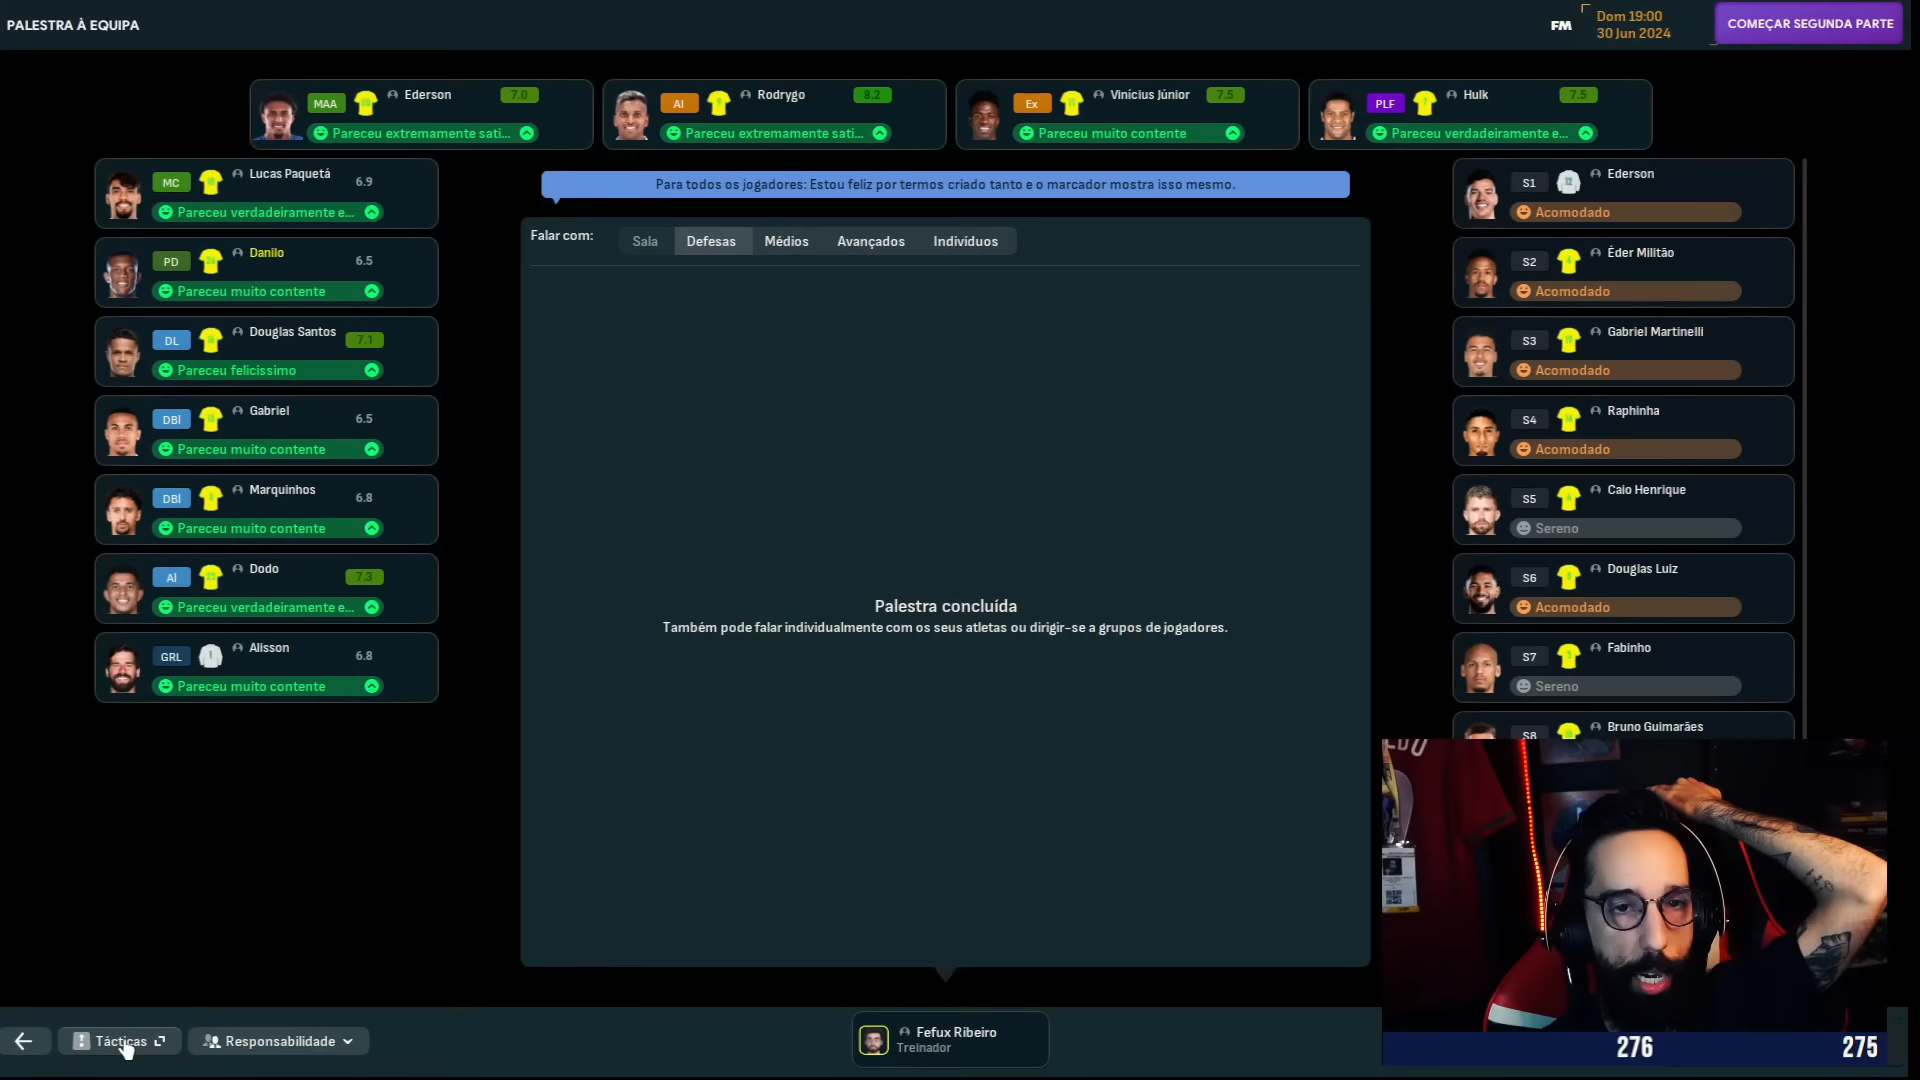 PALESTRA À EQUIPA
FM
Dom 19:00
30 Jun 2024
COMEÇAR SEGUNDA PARTE
MAA Ederson 7.0
Pareceu extremamente sati...
AI Rodrygo 8.2
Pareceu extremamente sati...
Ex Vinícius Júnior 7.5
Pareceu muito contente
PLF Hulk 7.5
Pareceu verdadeiramente e...
MC Lucas Paquetá 6.9
Pareceu verdadeiramente e...
PD Danilo 6.5
Pareceu muito contente
DL Douglas Santos 7.1
Pareceu felicíssimo
DBl Gabriel 6.5
Pareceu muito contente
DBl Marquinhos 6.8
Pareceu muito contente
Al Dodo 7.3
Pareceu verdadeiramente e...
GRL Alisson 6.8
Pareceu muito contente
Para todos os jogadores: Estou feliz por termos criado tanto e o marcador mostra isso mesmo.
Falar com: Sala Defesas Médios Avançados Indivíduos
Palestra concluída
Também pode falar individualmente com os seus atletas ou dirigir-se a grupos de jogadores.
S1 Ederson
Acomodado
S2 Éder Militão
Acomodado
S3 Gabriel Martinelli
Acomodado
S4 Raphinha
Acomodado
S5 Caio Henrique
Sereno
S6 Douglas Luiz
Acomodado
S7 Fabinho
Sereno
S8 Bruno Guimarães
Tácticas
Responsabilidade
Fefux Ribeiro
Treinador
276 275